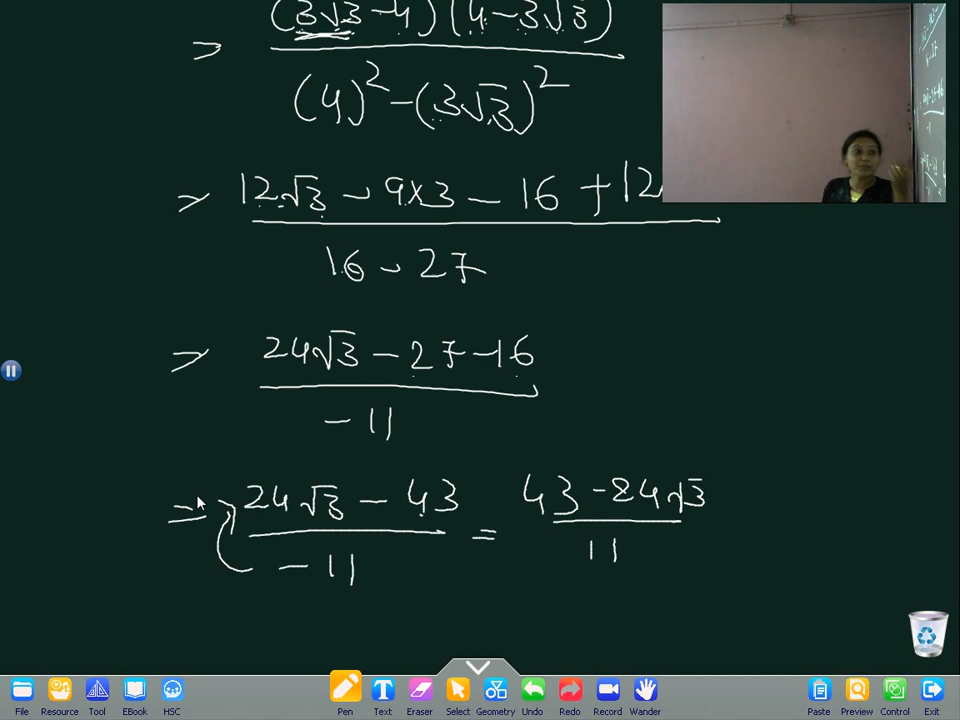 (3√3 - 4) (4 - 3√3)
⇒ (4)² - (3√3)²
⇒ 12√3 - 9×3 - 16 + 12
16 - 27
⇒ 24√3 - 27 - 16
- 11
⇒ 24√3 - 43 = 43 - 24√3
- 11 11
File Resource Tool EBook HSC Pen Text Eraser Select Geometry Undo Redo Record Wander Paste Preview Control Exit